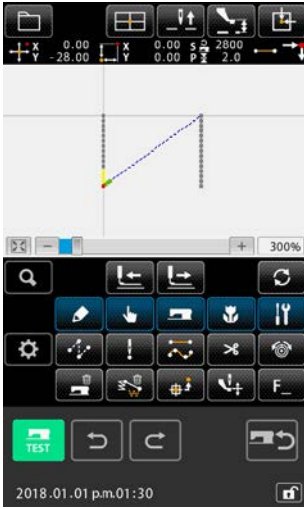 X 0.00 X 0.00 S 2800
Y -28.00 Y 0.00 P 2.0
- + 300%
W
F_
TEST
2018.01.01 p.m.01:30